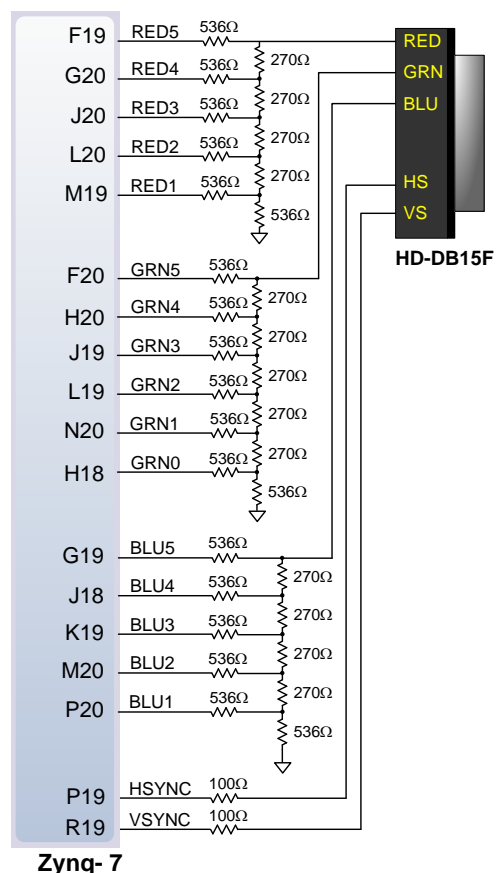 F19 RED5 536Ω RED
270Ω
G20 RED4 536Ω GRN
270Ω
J20 RED3 536Ω BLU
270Ω
L20 RED2 536Ω
270Ω
M19 RED1 536Ω HS
536Ω VS
HD-DB15F
F20 GRN5 536Ω
270Ω
H20 GRN4 536Ω
270Ω
J19 GRN3 536Ω
270Ω
L19 GRN2 536Ω
270Ω
N20 GRN1 536Ω
270Ω
H18 GRN0 536Ω
536Ω
G19 BLU5 536Ω
270Ω
J18 BLU4 536Ω
270Ω
K19 BLU3 536Ω
270Ω
M20 BLU2 536Ω
270Ω
P20 BLU1 536Ω
536Ω
P19 HSYNC 100Ω
R19 VSYNC 100Ω
Zynq- 7